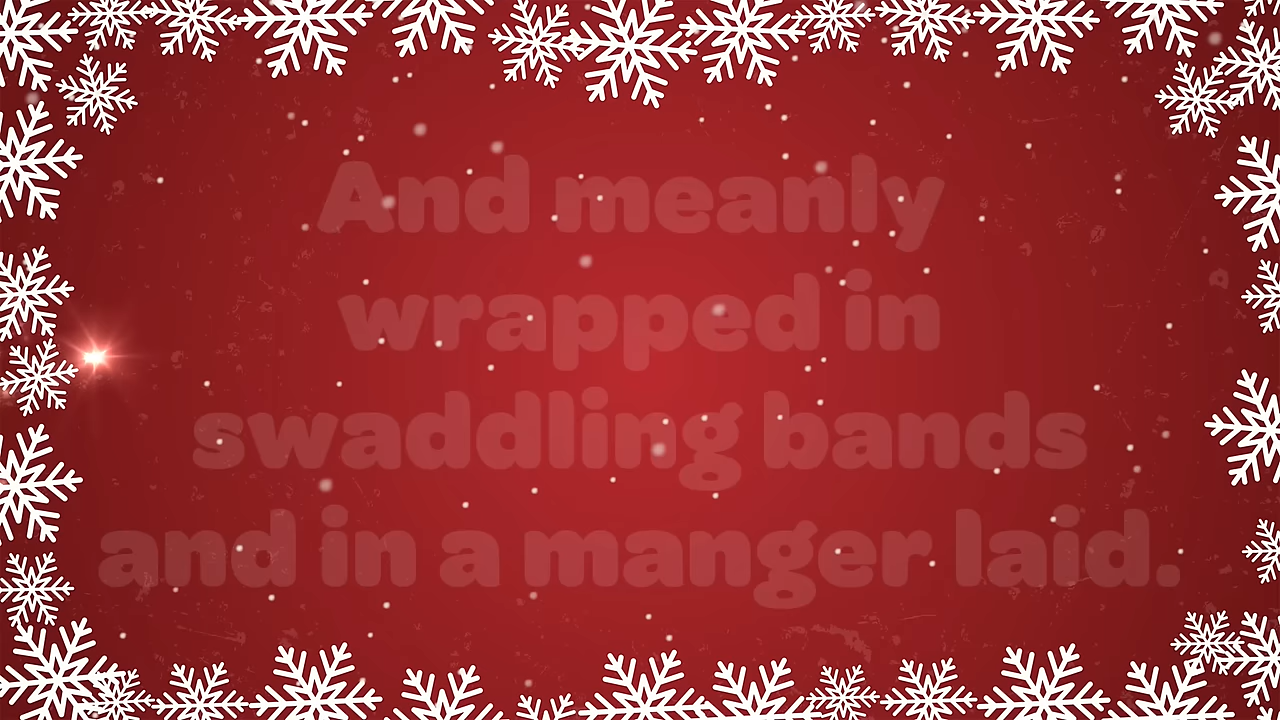 And meanly
wrapped in
swaddling bands
and in a manger laid.